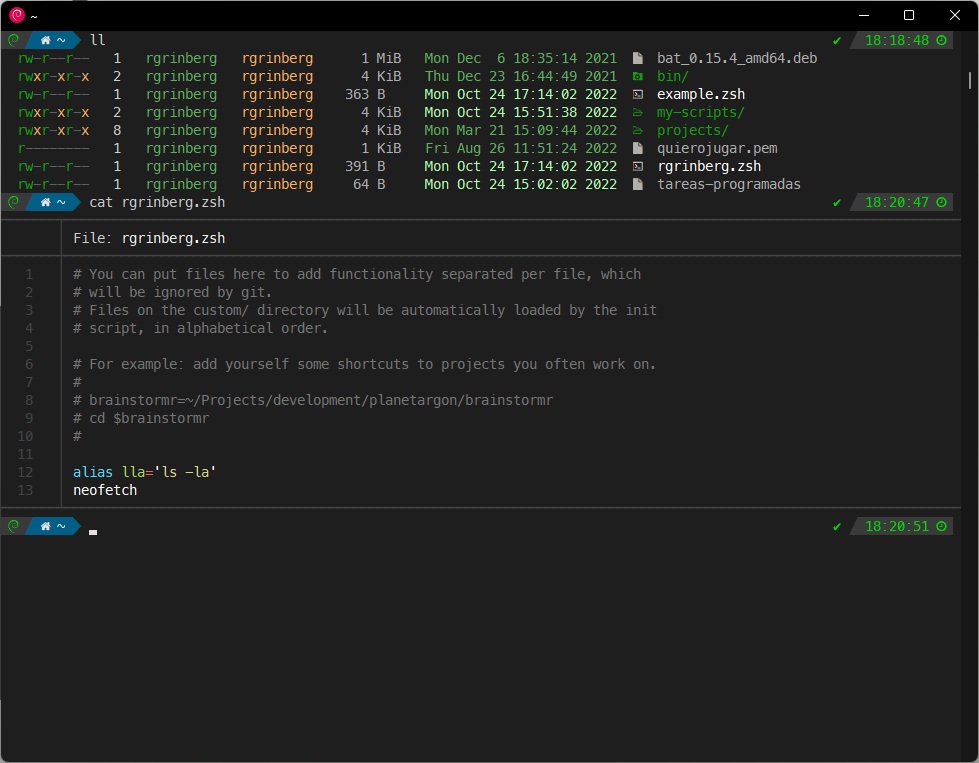 ~
~ ll ✔ 18:18:48
rw-r--r-- 1 rgrinberg rgrinberg 1 MiB Mon Dec 6 18:35:14 2021 bat_0.15.4_amd64.deb
rwxr-xr-x 2 rgrinberg rgrinberg 4 KiB Thu Dec 23 16:44:49 2021 bin/
rw-r--r-- 1 rgrinberg rgrinberg 363 B Mon Oct 24 17:14:02 2022 example.zsh
rwxr-xr-x 2 rgrinberg rgrinberg 4 KiB Mon Oct 24 15:51:38 2022 my-scripts/
rwxr-xr-x 8 rgrinberg rgrinberg 4 KiB Mon Mar 21 15:09:44 2022 projects/
r-------- 1 rgrinberg rgrinberg 1 KiB Fri Aug 26 11:51:24 2022 quierojugar.pem
rw-r--r-- 1 rgrinberg rgrinberg 391 B Mon Oct 24 17:14:02 2022 rgrinberg.zsh
rw-r--r-- 1 rgrinberg rgrinberg 64 B Mon Oct 24 15:02:02 2022 tareas-programadas
~ cat rgrinberg.zsh ✔ 18:20:47
File: rgrinberg.zsh
1 # You can put files here to add functionality separated per file, which
2 # will be ignored by git.
3 # Files on the custom/ directory will be automatically loaded by the init
4 # script, in alphabetical order.
5
6 # For example: add yourself some shortcuts to projects you often work on.
7 #
8 # brainstormr=~/Projects/development/planetargon/brainstormr
9 # cd $brainstormr
10 #
11
12 alias lla='ls -la'
13 neofetch
~ ✔ 18:20:51